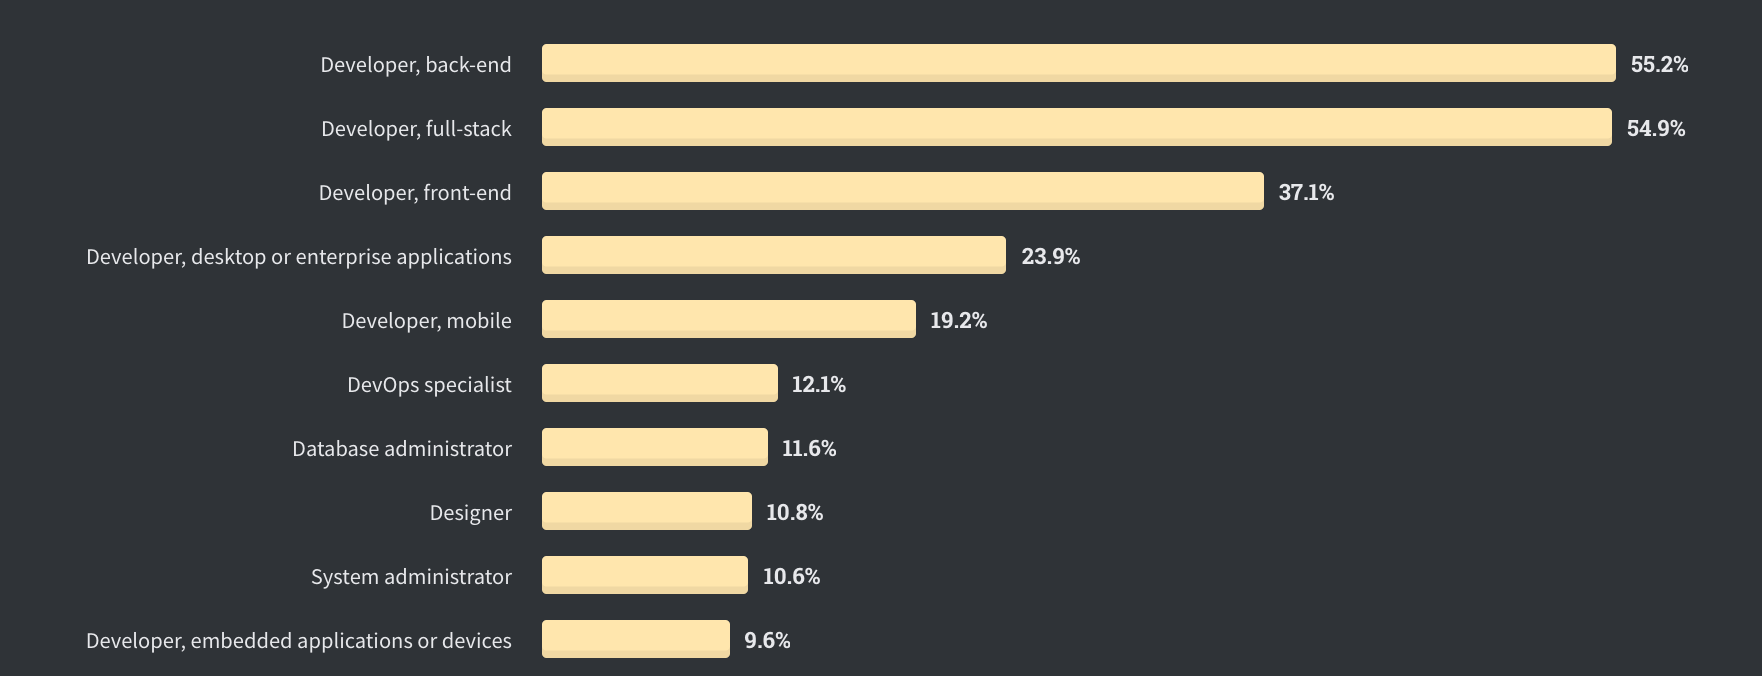 Developer, back-end 55.2%
Developer, full-stack 54.9%
Developer, front-end 37.1%
Developer, desktop or enterprise applications 23.9%
Developer, mobile 19.2%
DevOps specialist 12.1%
Database administrator 11.6%
Designer 10.8%
System administrator 10.6%
Developer, embedded applications or devices 9.6%